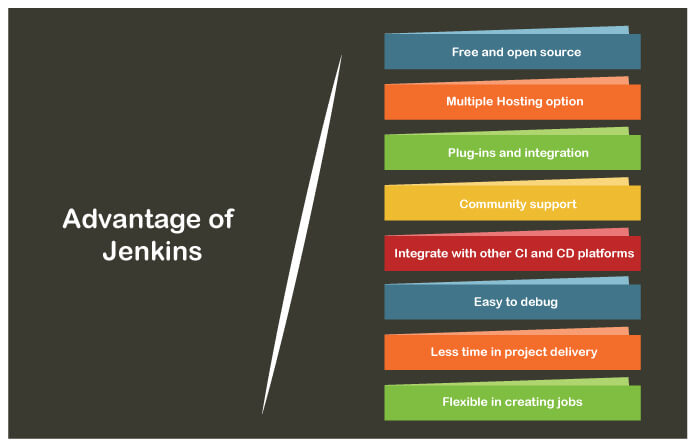 Advantage of
Jenkins
Free and open source
Multiple Hosting option
Plug-ins and integration
Community support
Integrate with other CI and CD platforms
Easy to debug
Less time in project delivery
Flexible in creating jobs